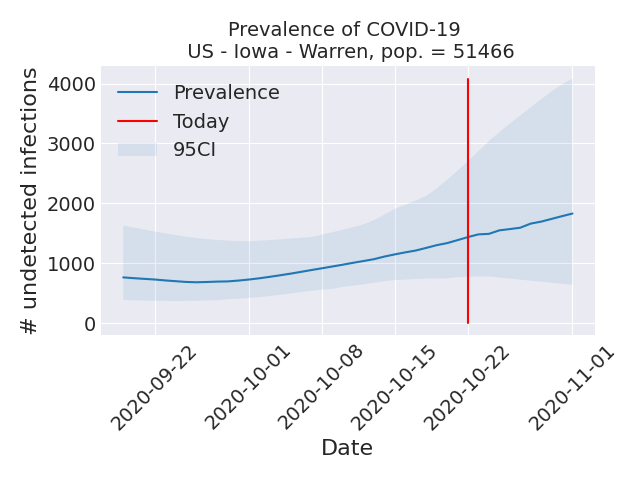 Prevalence of COVID-19
US - Iowa - Warren, pop. = 51466
# undetected infections
4000
3000
2000
1000
0
Prevalence
Today
95CI
2020-09-22
2020-10-01
2020-10-08
2020-10-15
2020-10-22
2020-11-01
Date